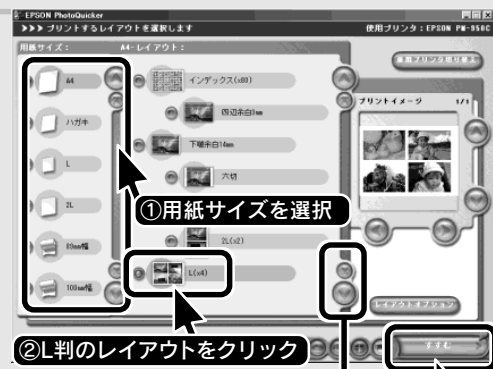 EPSON PhotoQuicker
>>> プリントするレイアウトを選択します
使用プリンタ：EPSON PM-950C
用紙サイズ：
A4-レイアウト：
A4
ハガキ
L
2L
89mm幅
100mm幅
インデックス(x80)
四辺余白3mm
下端余白14mm
六切
2L(x2)
L(x4)
プリントイメージ
1/1
レイアウトオプション
すすむ
①用紙サイズを選択
②L判のレイアウトをクリック